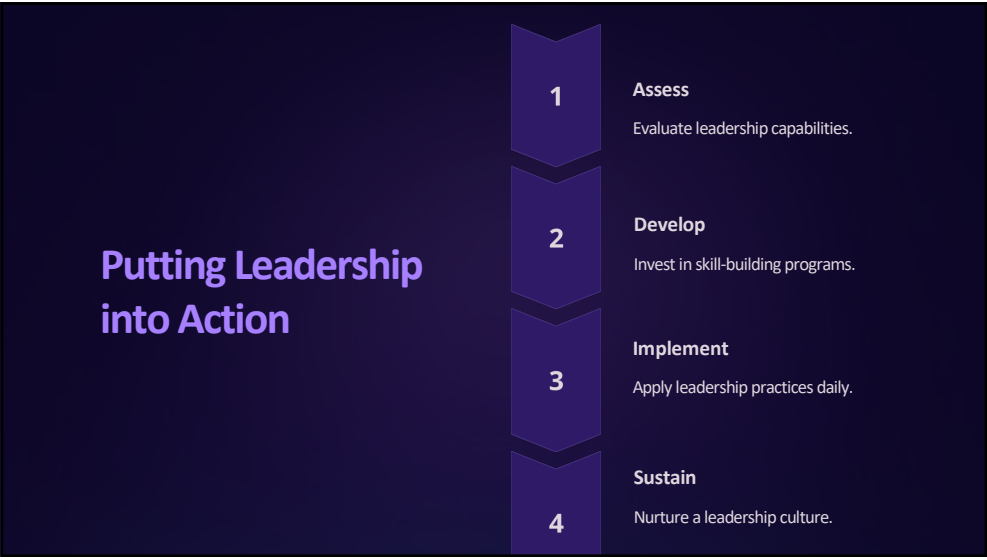 Putting Leadership
into Action
1
Assess
Evaluate leadership capabilities.
2
Develop
Invest in skill-building programs.
3
Implement
Apply leadership practices daily.
4
Sustain
Nurture a leadership culture.